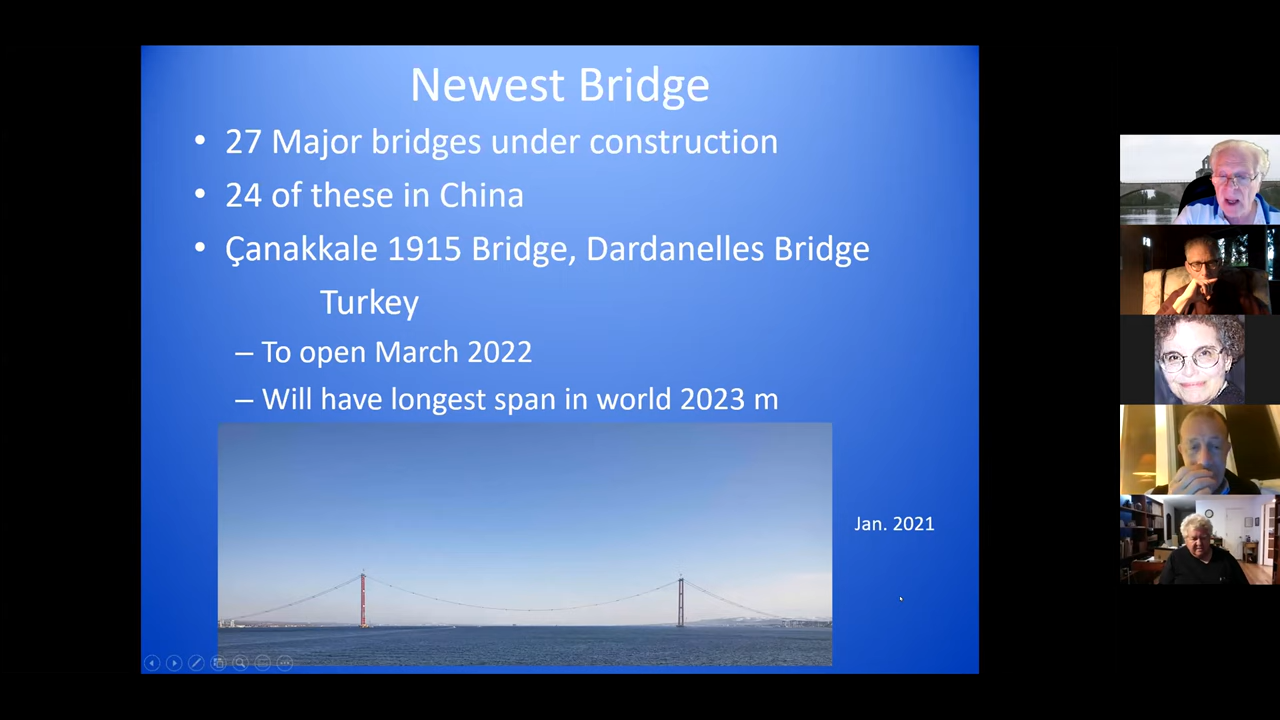 Newest Bridge
• 27 Major bridges under construction
• 24 of these in China
• Çanakkale 1915 Bridge, Dardanelles Bridge
Turkey
– To open March 2022
– Will have longest span in world 2023 m
Jan. 2021